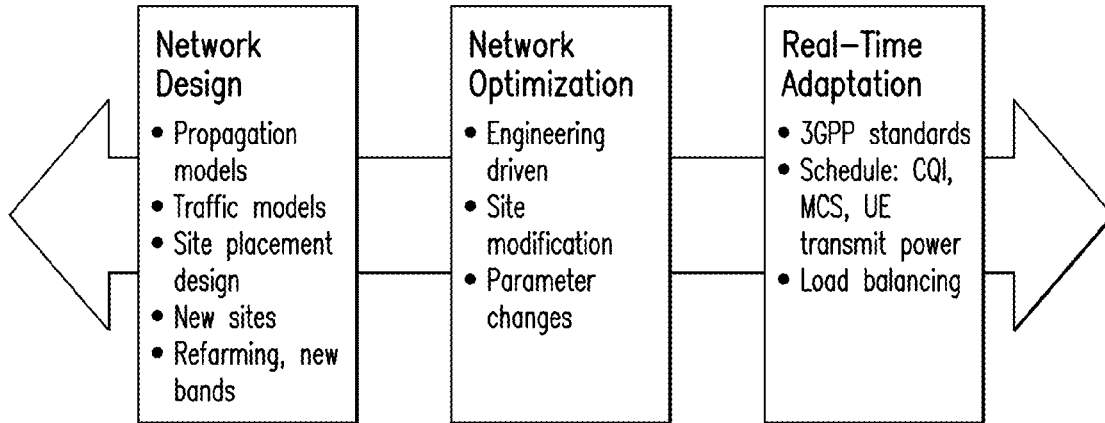 Network
Design
• Propagation
models
• Traffic models
• Site placement
design
• New sites
• Refarming, new
bands
Network
Optimization
• Engineering
driven
• Site
modification
• Parameter
changes
Real-Time
Adaptation
• 3GPP standards
• Schedule: CQI,
MCS, UE
transmit power
• Load balancing